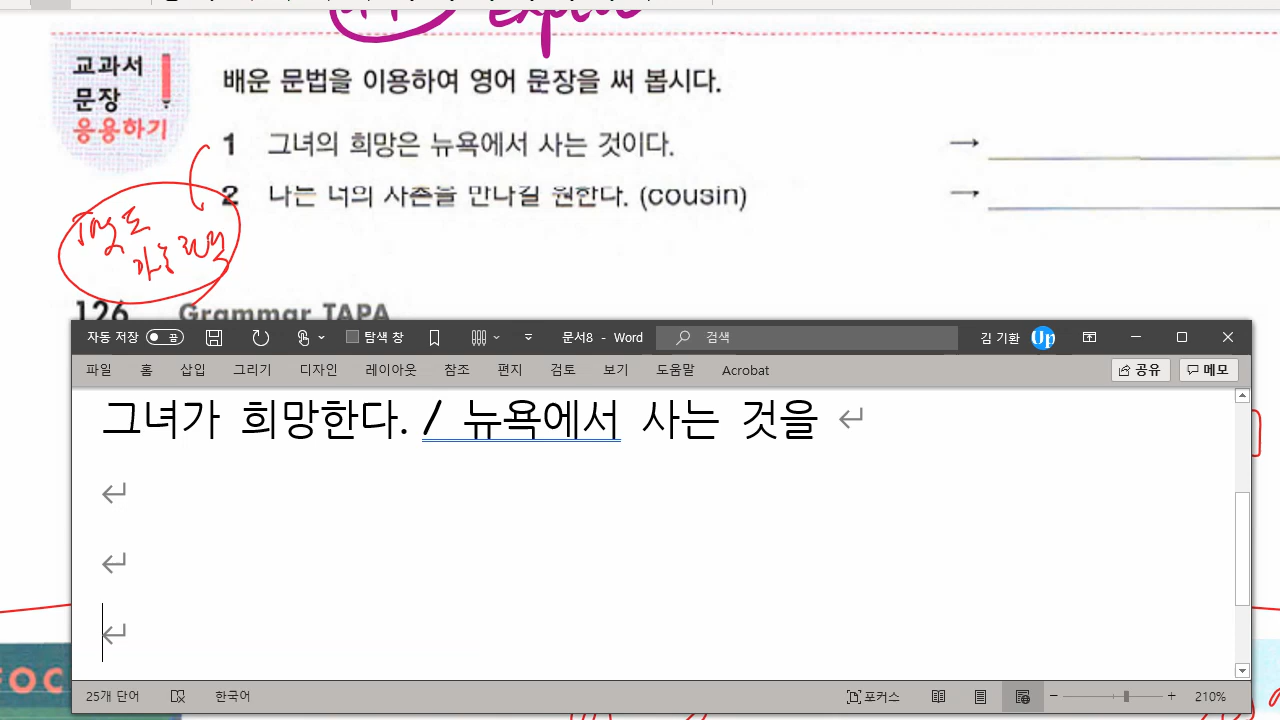 교과서
문장
응용하기
배운 문법을 이용하여 영어 문장을 써 봅시다.
1 그녀의 희망은 뉴욕에서 사는 것이다. →
2 나는 너의 사촌을 만나길 원한다. (cousin) →
126 Grammar TAPA
자동 저장 끔 탐색 창 문서8 - Word 검색 김 기환 Up
파일 홈 삽입 그리기 디자인 레이아웃 참조 편지 검토 보기 도움말 Acrobat 공유 메모
그녀가 희망한다. / 뉴욕에서 사는 것을
FOC
25개 단어 한국어 포커스 210%